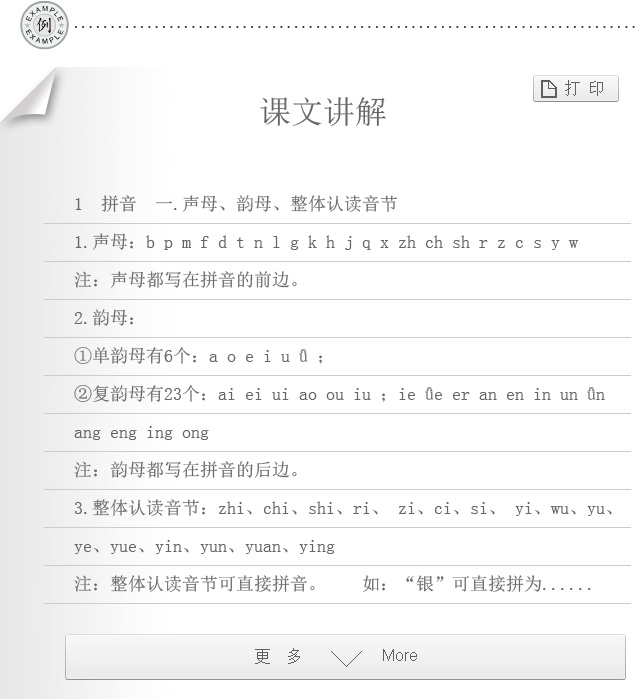 EXAMPLE
例
EXAMPLE
打 印
课文讲解
1 拼音 一.声母、韵母、整体认读音节
1.声母：b p m f d t n l g k h j q x zh ch sh r z c s y w
注：声母都写在拼音的前边。
2.韵母：
①单韵母有6个：a o e i u ǖ ；
②复韵母有23个：ai ei ui ao ou iu ；ie ǖe er an en in un ǖn
ang eng ing ong
注：韵母都写在拼音的后边。
3.整体认读音节：zhi、chi、shi、ri、 zi、ci、si、 yi、wu、yu、
ye、yue、yin、yun、yuan、ying
注：整体认读音节可直接拼音。 如：“银”可直接拼为......
更 多 More